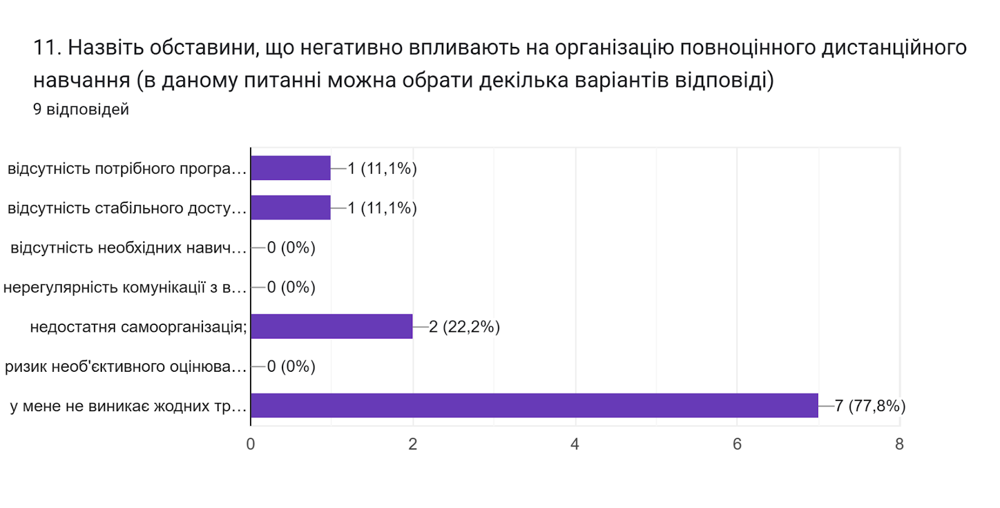 11. Назвіть обставини, що негативно впливають на організацію повноцінного дистанційного
навчання (в даному питанні можна обрати декілька варіантів відповіді)
9 відповідей
відсутність потрібного програ… 1 (11,1%)
відсутність стабільного досту… 1 (11,1%)
відсутність необхідних навич… 0 (0%)
нерегулярність комунікації з в… 0 (0%)
недостатня самоорганізація; 2 (22,2%)
ризик необ'єктивного оцінюва… 0 (0%)
у мене не виникає жодних тр… 7 (77,8%)
0 2 4 6 8